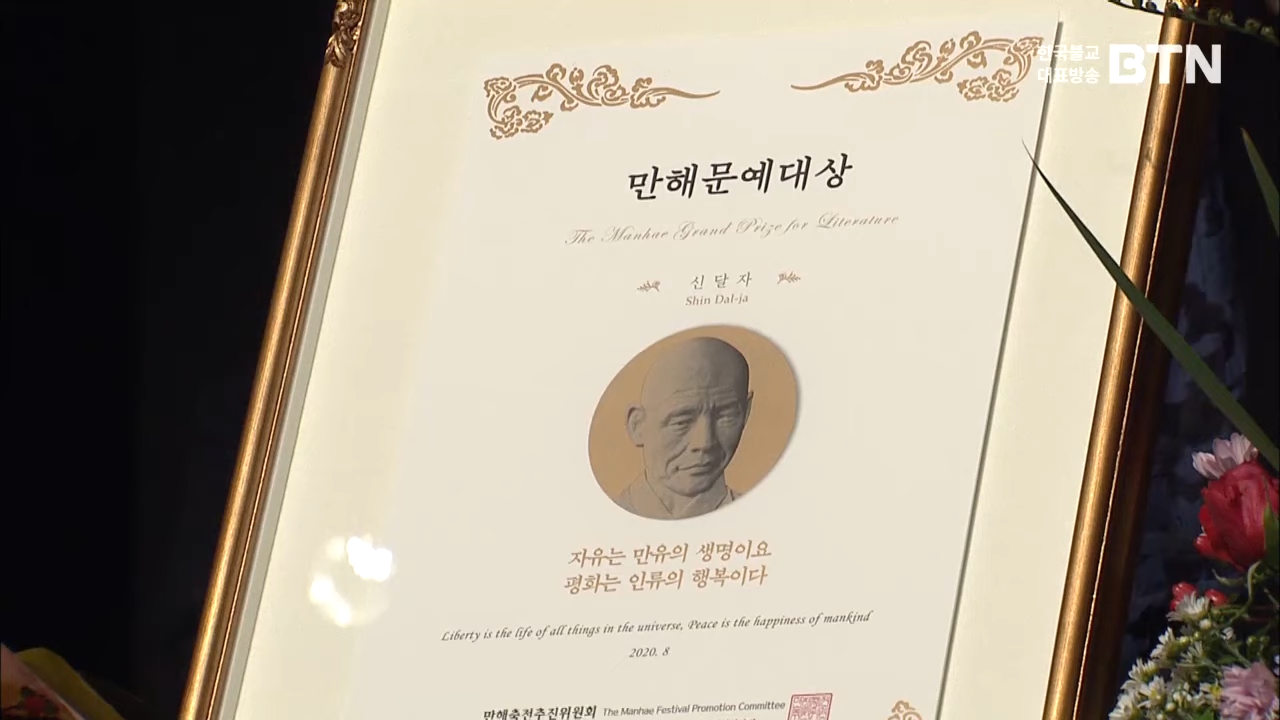 한국불교
대표방송 BTN
만해문예대상
The Manhae Grand Prize for Literature
신달자
Shin Dal-ja
자유는 만유의 생명이요
평화는 인류의 행복이다
Liberty is the life of all things in the universe, Peace is the happiness of mankind
2020. 8
만해축전추진위원회 The Manhae Festival Promotion Committee